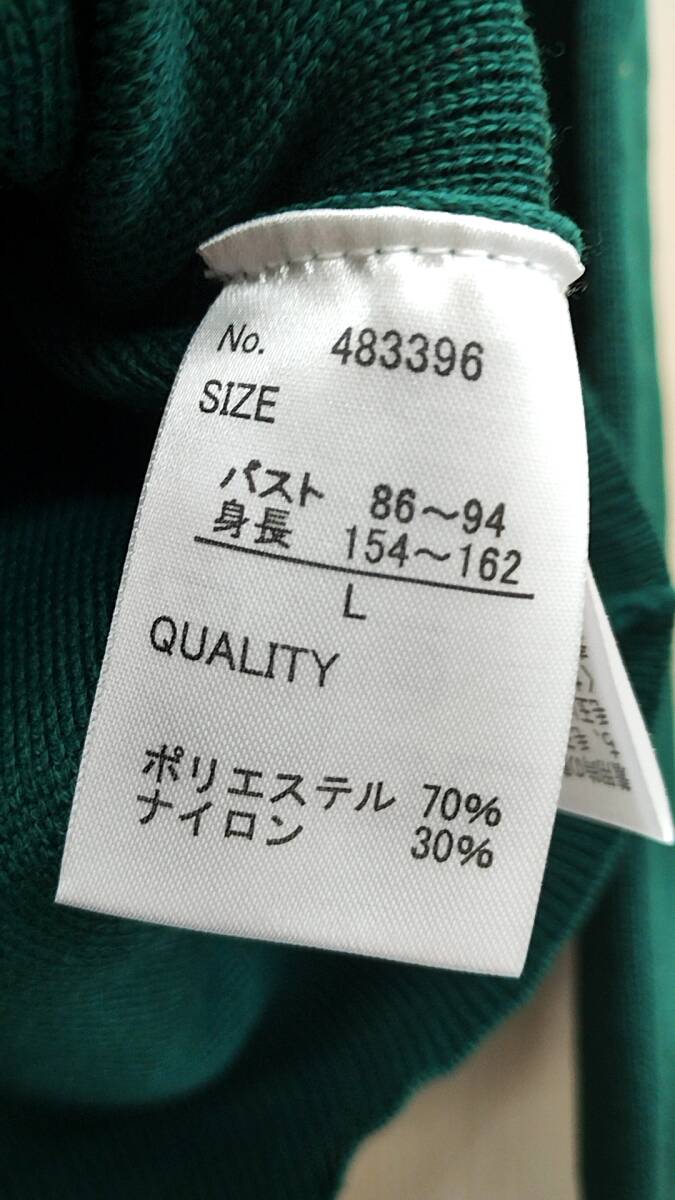 No. 483396
SIZE
バスト 86～94
身長 154～162
L
QUALITY
ポリエステル 70%
ナイロン 30%